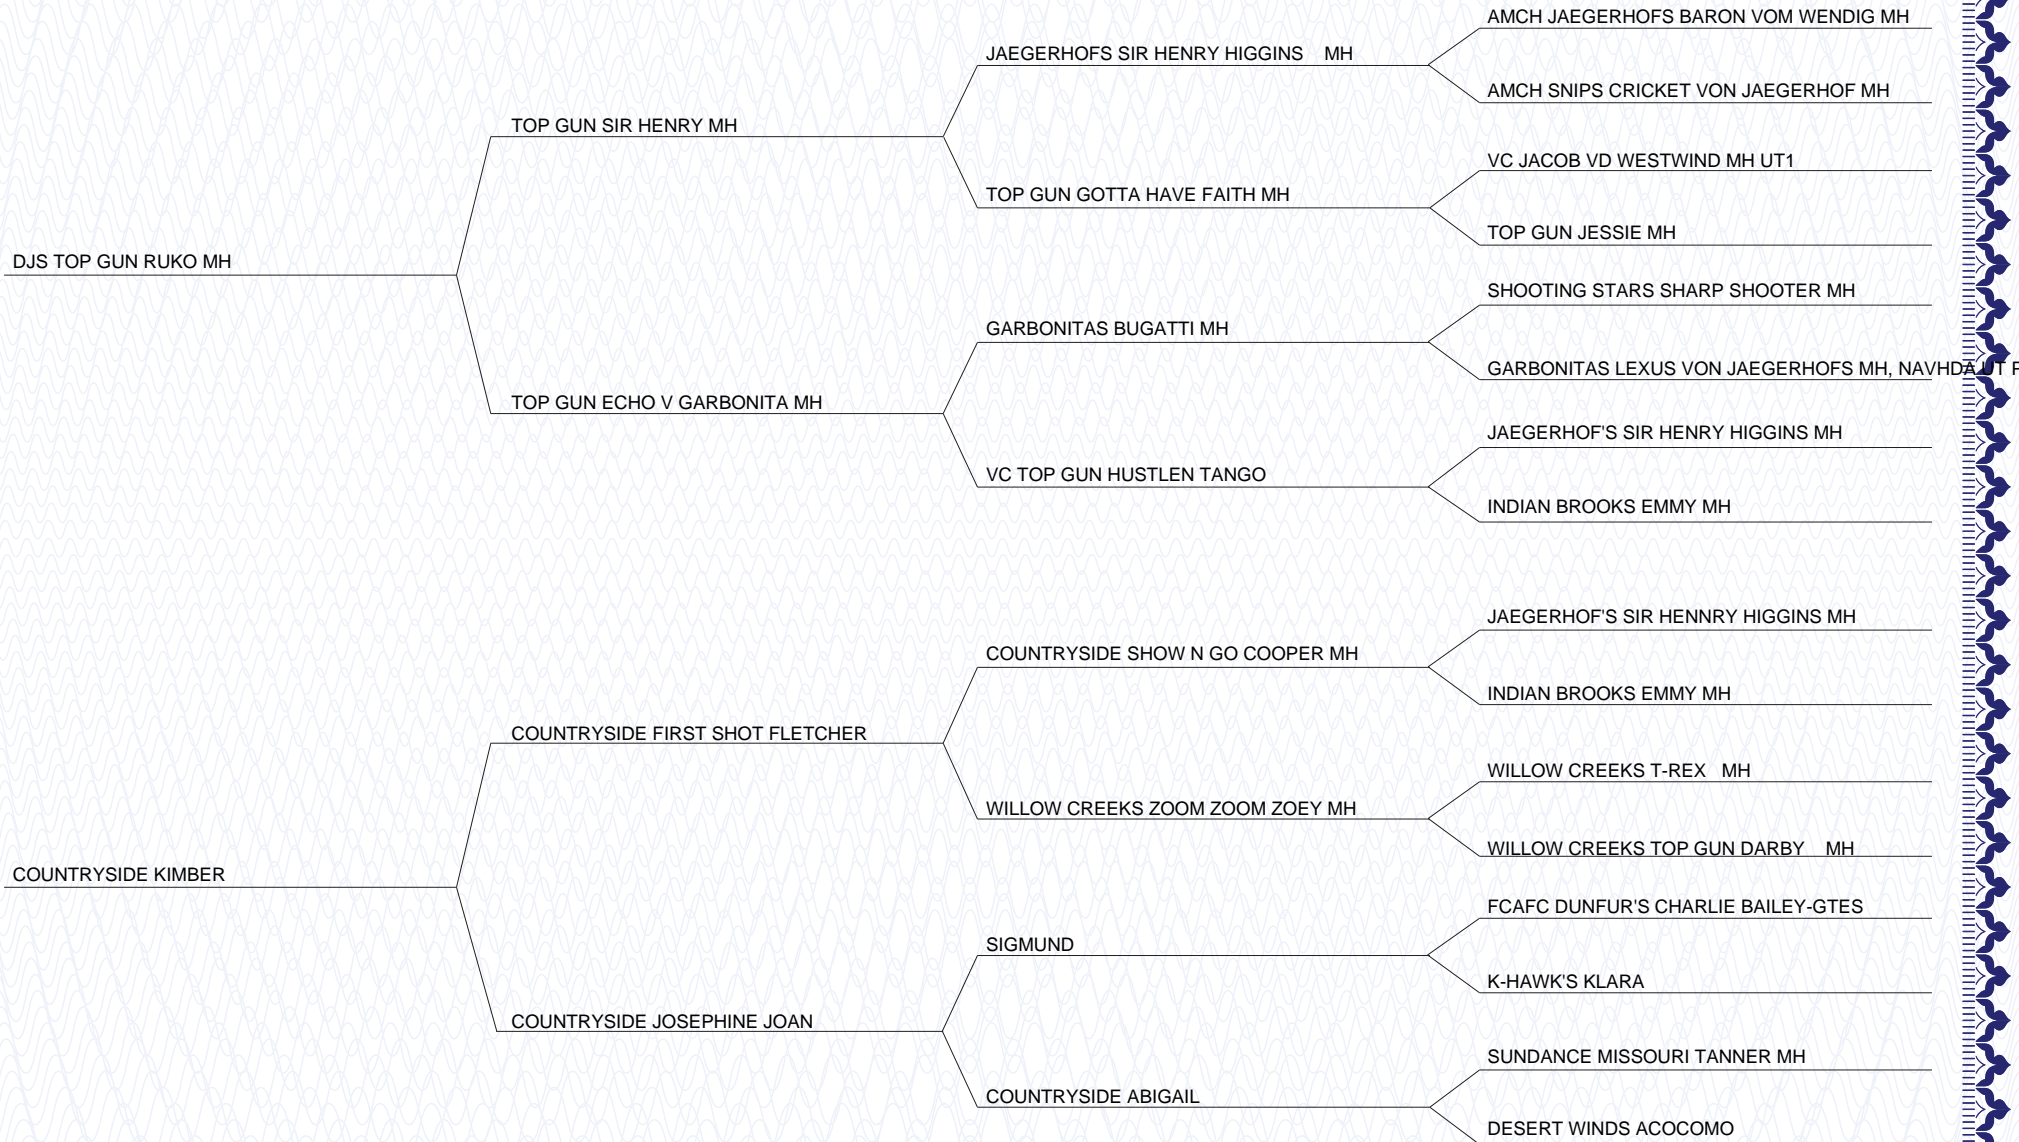 AMCH JAEGERHOFS BARON VOM WENDIG MH
JAEGERHOFS SIR HENRY HIGGINS MH
AMCH SNIPS CRICKET VON JAEGERHOF MH
TOP GUN SIR HENRY MH
VC JACOB VD WESTWIND MH UT1
TOP GUN GOTTA HAVE FAITH MH
TOP GUN JESSIE MH
DJS TOP GUN RUKO MH
SHOOTING STARS SHARP SHOOTER MH
GARBONITAS BUGATTI MH
GARBONITAS LEXUS VON JAEGERHOFS MH, NAVHDA UT
TOP GUN ECHO V GARBONITA MH
JAEGERHOF'S SIR HENRY HIGGINS MH
VC TOP GUN HUSTLEN TANGO
INDIAN BROOKS EMMY MH
JAEGERHOF'S SIR HENNRY HIGGINS MH
COUNTRYSIDE SHOW N GO COOPER MH
INDIAN BROOKS EMMY MH
COUNTRYSIDE FIRST SHOT FLETCHER
WILLOW CREEKS T-REX MH
WILLOW CREEKS ZOOM ZOOM ZOEY MH
WILLOW CREEKS TOP GUN DARBY MH
COUNTRYSIDE KIMBER
FCAFC DUNFUR'S CHARLIE BAILEY-GTES
SIGMUND
K-HAWK'S KLARA
COUNTRYSIDE JOSEPHINE JOAN
SUNDANCE MISSOURI TANNER MH
COUNTRYSIDE ABIGAIL
DESERT WINDS ACOCOMO